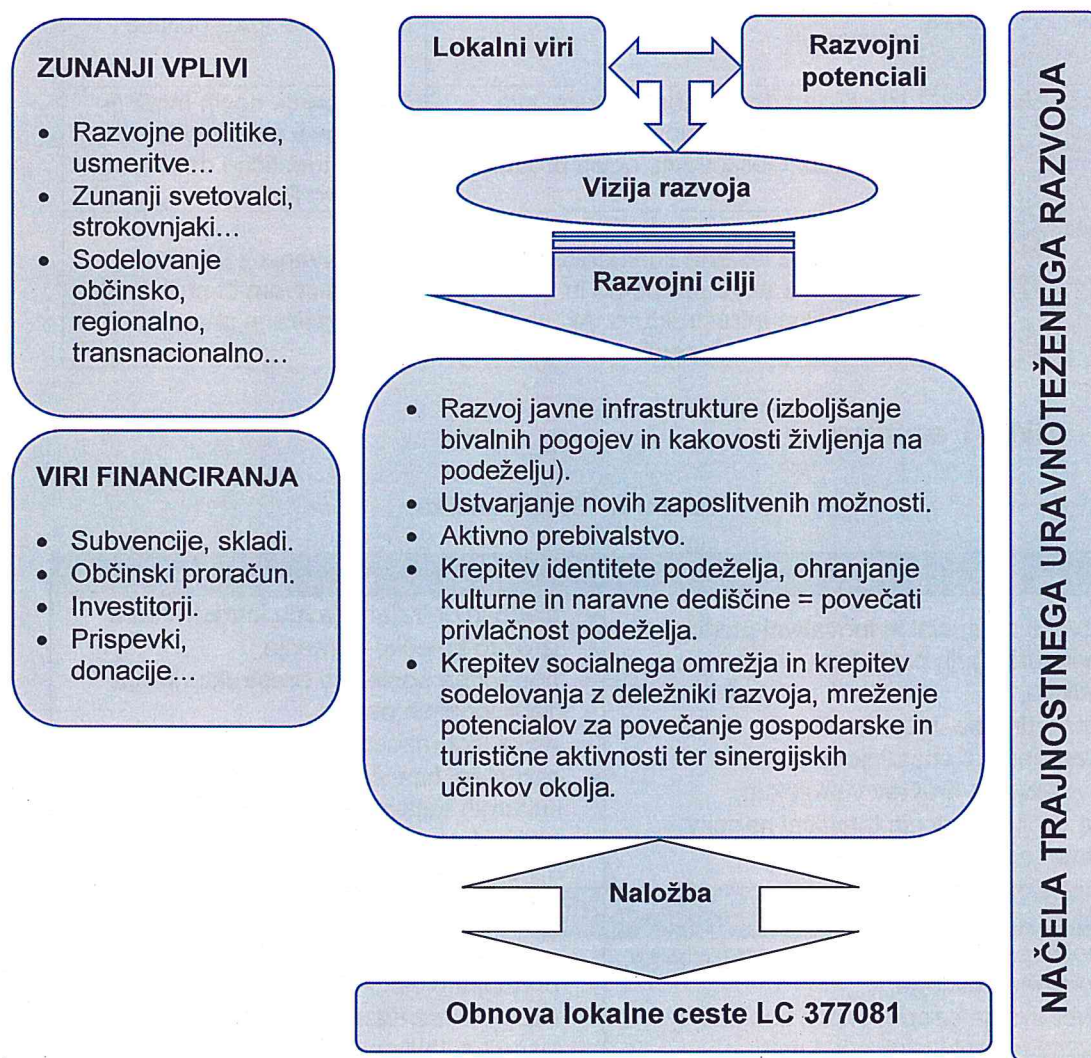 ZUNANJI VPLIVI
• Razvojne politike,
usmeritve…
• Zunanji svetovalci,
strokovnjaki…
• Sodelovanje
občinsko,
regionalno,
transnacionalno…
VIRI FINANCIRANJA
• Subvencije, skladi.
• Občinski proračun.
• Investitorji.
• Prispevki,
donacije…
Lokalni viri
Razvojni
potenciali
Vizija razvoja
Razvojni cilji
• Razvoj javne infrastrukture (izboljšanje
bivalnih pogojev in kakovosti življenja na
podeželju).
• Ustvarjanje novih zaposlitvenih možnosti.
• Aktivno prebivalstvo.
• Krepitev identitete podeželja, ohranjanje
kulturne in naravne dediščine = povečati
privlačnost podeželja.
• Krepitev socialnega omrežja in krepitev
sodelovanja z deležniki razvoja, mreženje
potencialov za povečanje gospodarske in
turistične aktivnosti ter sinergijskih
učinkov okolja.
Naložba
Obnova lokalne ceste LC 377081
NAČELA TRAJNOSTNEGA URAVNOTEŽENEGA RAZVOJA